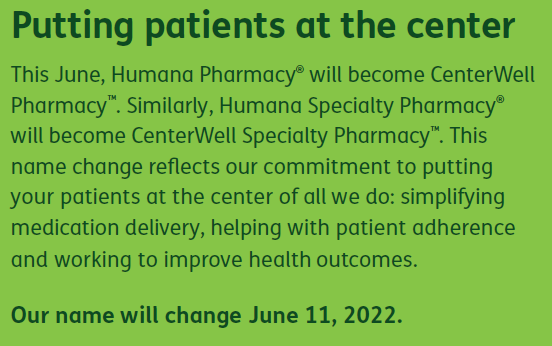 Putting patients at the center
This June, Humana Pharmacy® will become CenterWell
Pharmacy™. Similarly, Humana Specialty Pharmacy®
will become CenterWell Specialty Pharmacy™. This
name change reflects our commitment to putting
your patients at the center of all we do: simplifying
medication delivery, helping with patient adherence
and working to improve health outcomes.
Our name will change June 11, 2022.